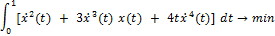 ∫₀¹[ẋ²(t) + 3ẋ³(t) x(t) + 4tẋ⁴(t)] dt → min